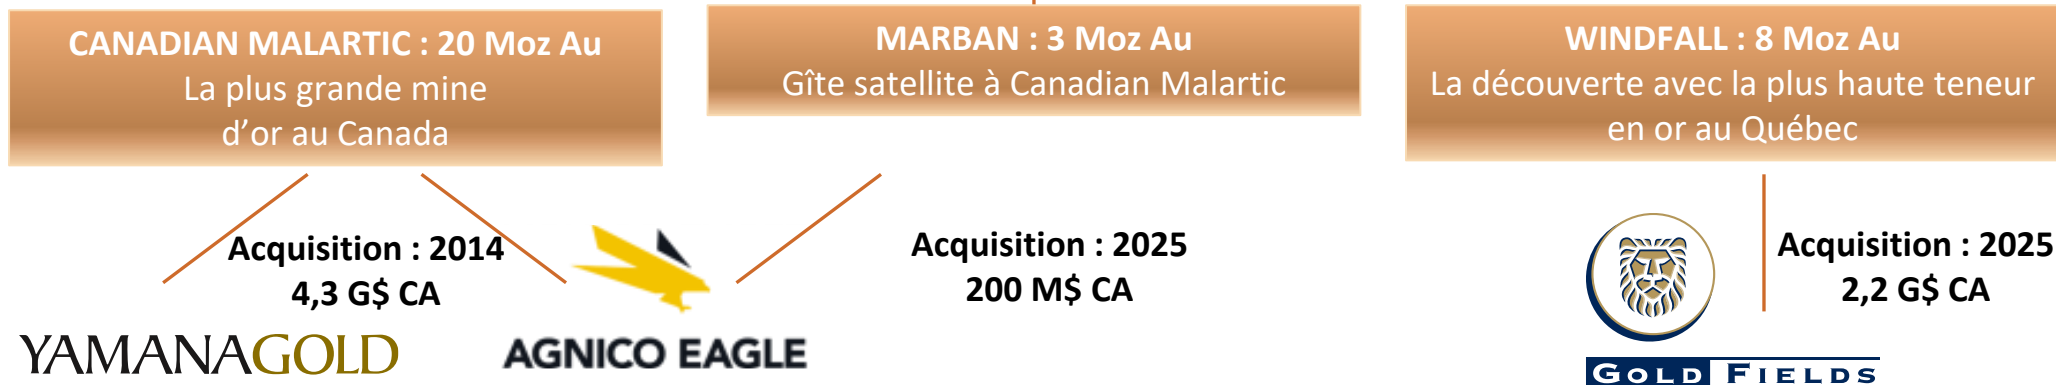 CANADIAN MALARTIC : 20 Moz Au
La plus grande mine
d’or au Canada
MARBAN : 3 Moz Au
Gîte satellite à Canadian Malartic
WINDFALL : 8 Moz Au
La découverte avec la plus haute teneur
en or au Québec
Acquisition : 2014
4,3 G$ CA
Acquisition : 2025
200 M$ CA
Acquisition : 2025
2,2 G$ CA
YAMANAGOLD
AGNICO EAGLE
GOLD FIELDS